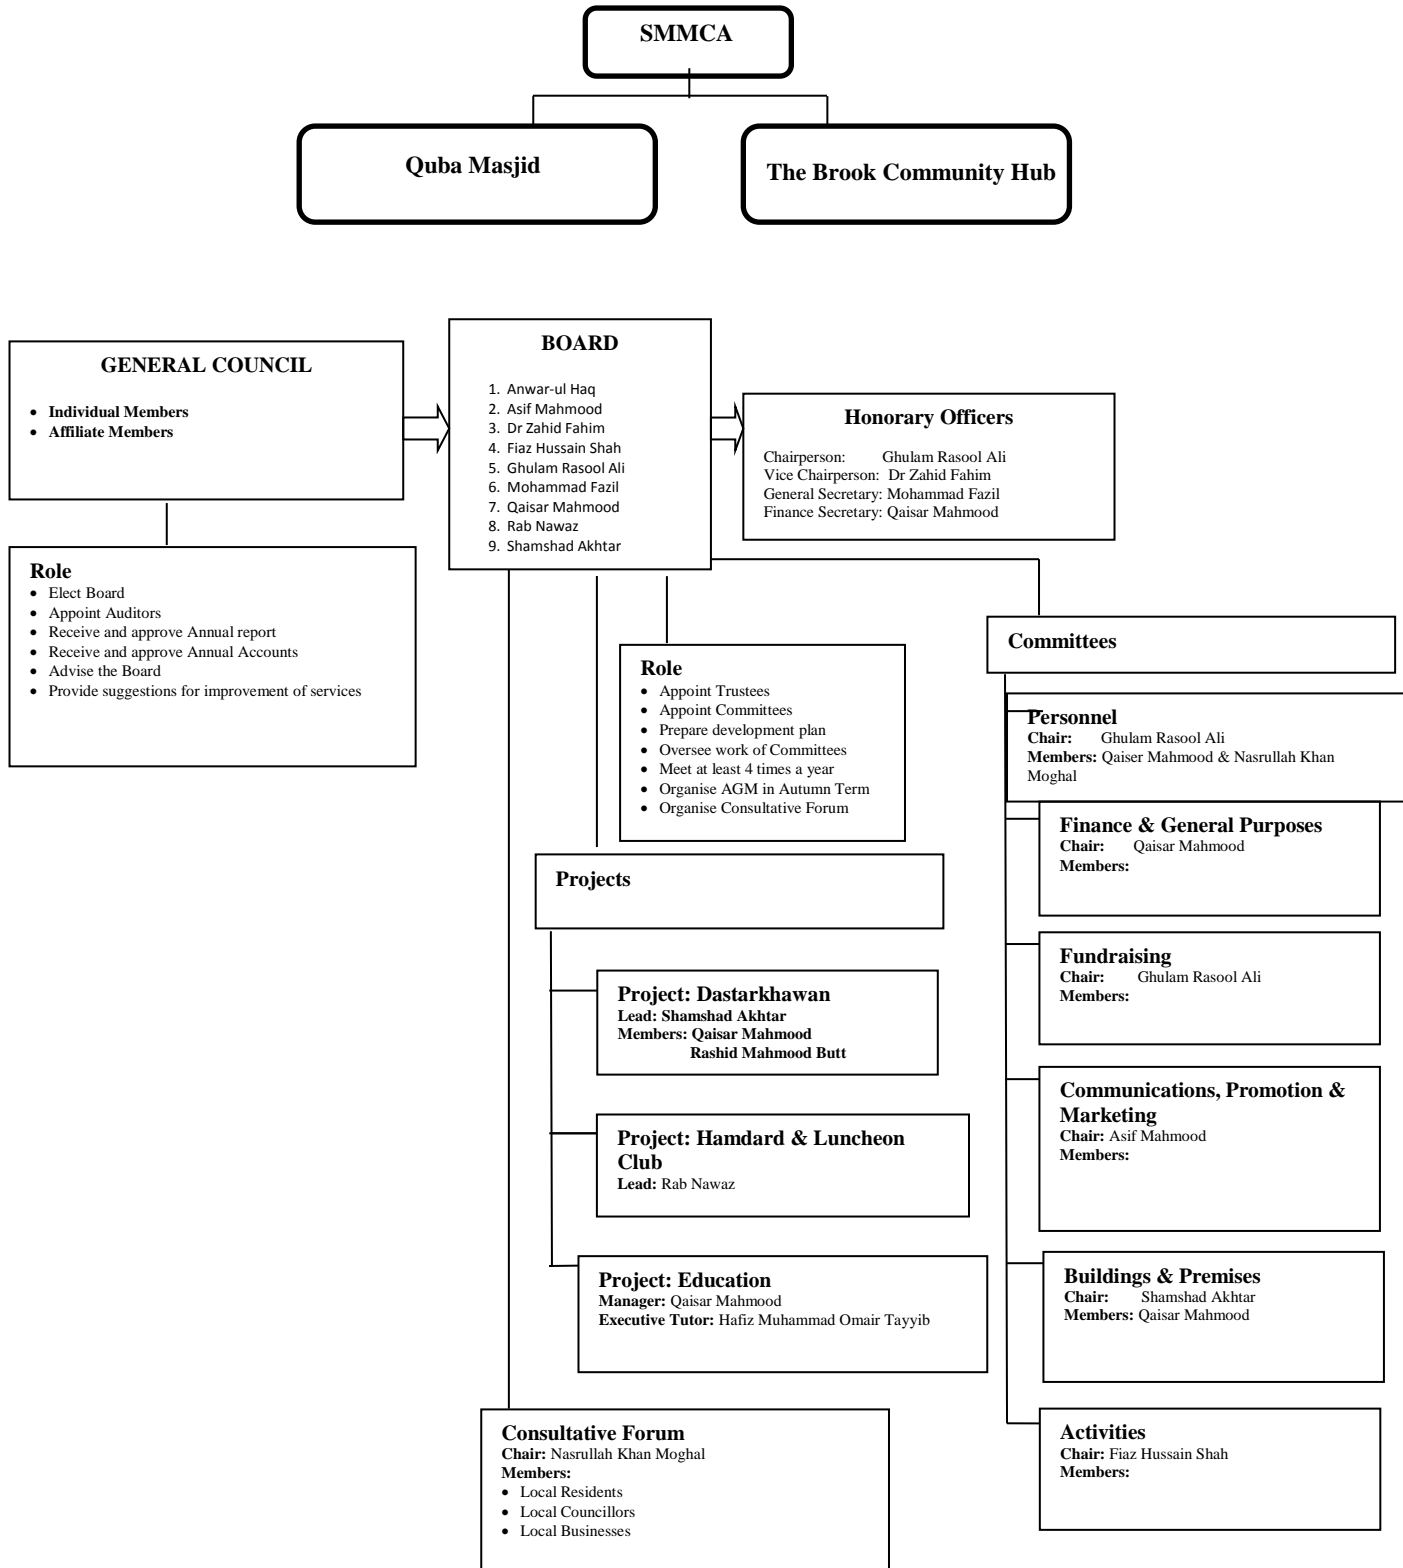 SMMCA
Quba Masjid
The Brook Community Hub
GENERAL COUNCIL
• Individual Members
• Affiliate Members
Role
• Elect Board
• Appoint Auditors
• Receive and approve Annual report
• Receive and approve Annual Accounts
• Advise the Board
• Provide suggestions for improvement of services
BOARD
1. Anwar-ul Haq
2. Asif Mahmood
3. Dr Zahid Fahim
4. Fiaz Hussain Shah
5. Ghulam Rasool Ali
6. Mohammad Fazil
7. Qaisar Mahmood
8. Rab Nawaz
9. Shamshad Akhtar
Honorary Officers
Chairperson: Ghulam Rasool Ali
Vice Chairperson: Dr Zahid Fahim
General Secretary: Mohammad Fazil
Finance Secretary: Qaisar Mahmood
Role
• Appoint Trustees
• Appoint Committees
• Prepare development plan
• Oversee work of Committees
• Meet at least 4 times a year
• Organise AGM in Autumn Term
• Organise Consultative Forum
Projects
Project: Dastarkhawan
Lead: Shamshad Akhtar
Members: Qaisar Mahmood
Rashid Mahmood Butt
Project: Hamdard & Luncheon
Club
Lead: Rab Nawaz
Project: Education
Manager: Qaisar Mahmood
Executive Tutor: Hafiz Muhammad Omair Tayyib
Consultative Forum
Chair: Nasrullah Khan Moghal
Members:
• Local Residents
• Local Councillors
• Local Businesses
Committees
Personnel
Chair: Ghulam Rasool Ali
Members: Qaiser Mahmood & Nasrullah Khan
Moghal
Finance & General Purposes
Chair: Qaisar Mahmood
Members:
Fundraising
Chair: Ghulam Rasool Ali
Members:
Communications, Promotion &
Marketing
Chair: Asif Mahmood
Members:
Buildings & Premises
Chair: Shamshad Akhtar
Members: Qaisar Mahmood
Activities
Chair: Fiaz Hussain Shah
Members: